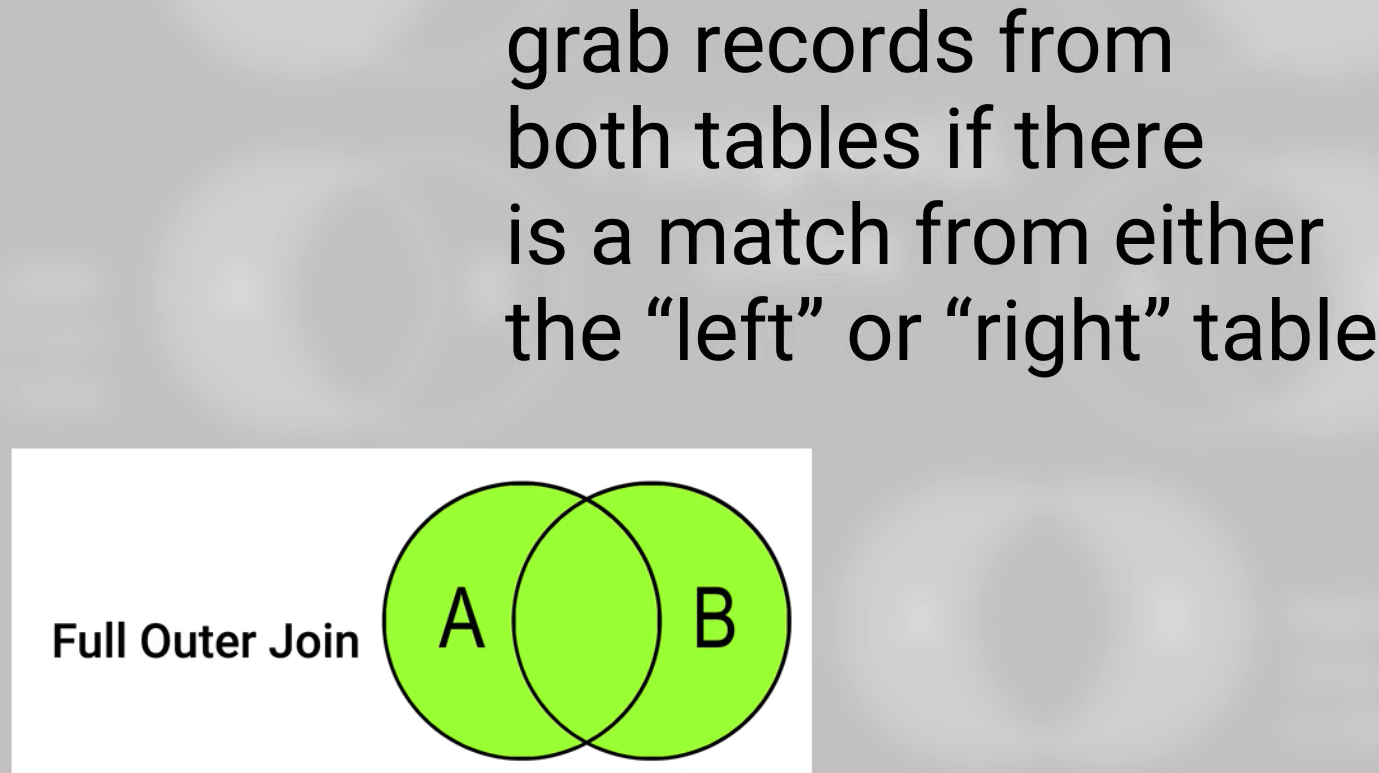 grab records from
both tables if there
is a match from either
the “left” or “right” table
Full Outer Join
A
B